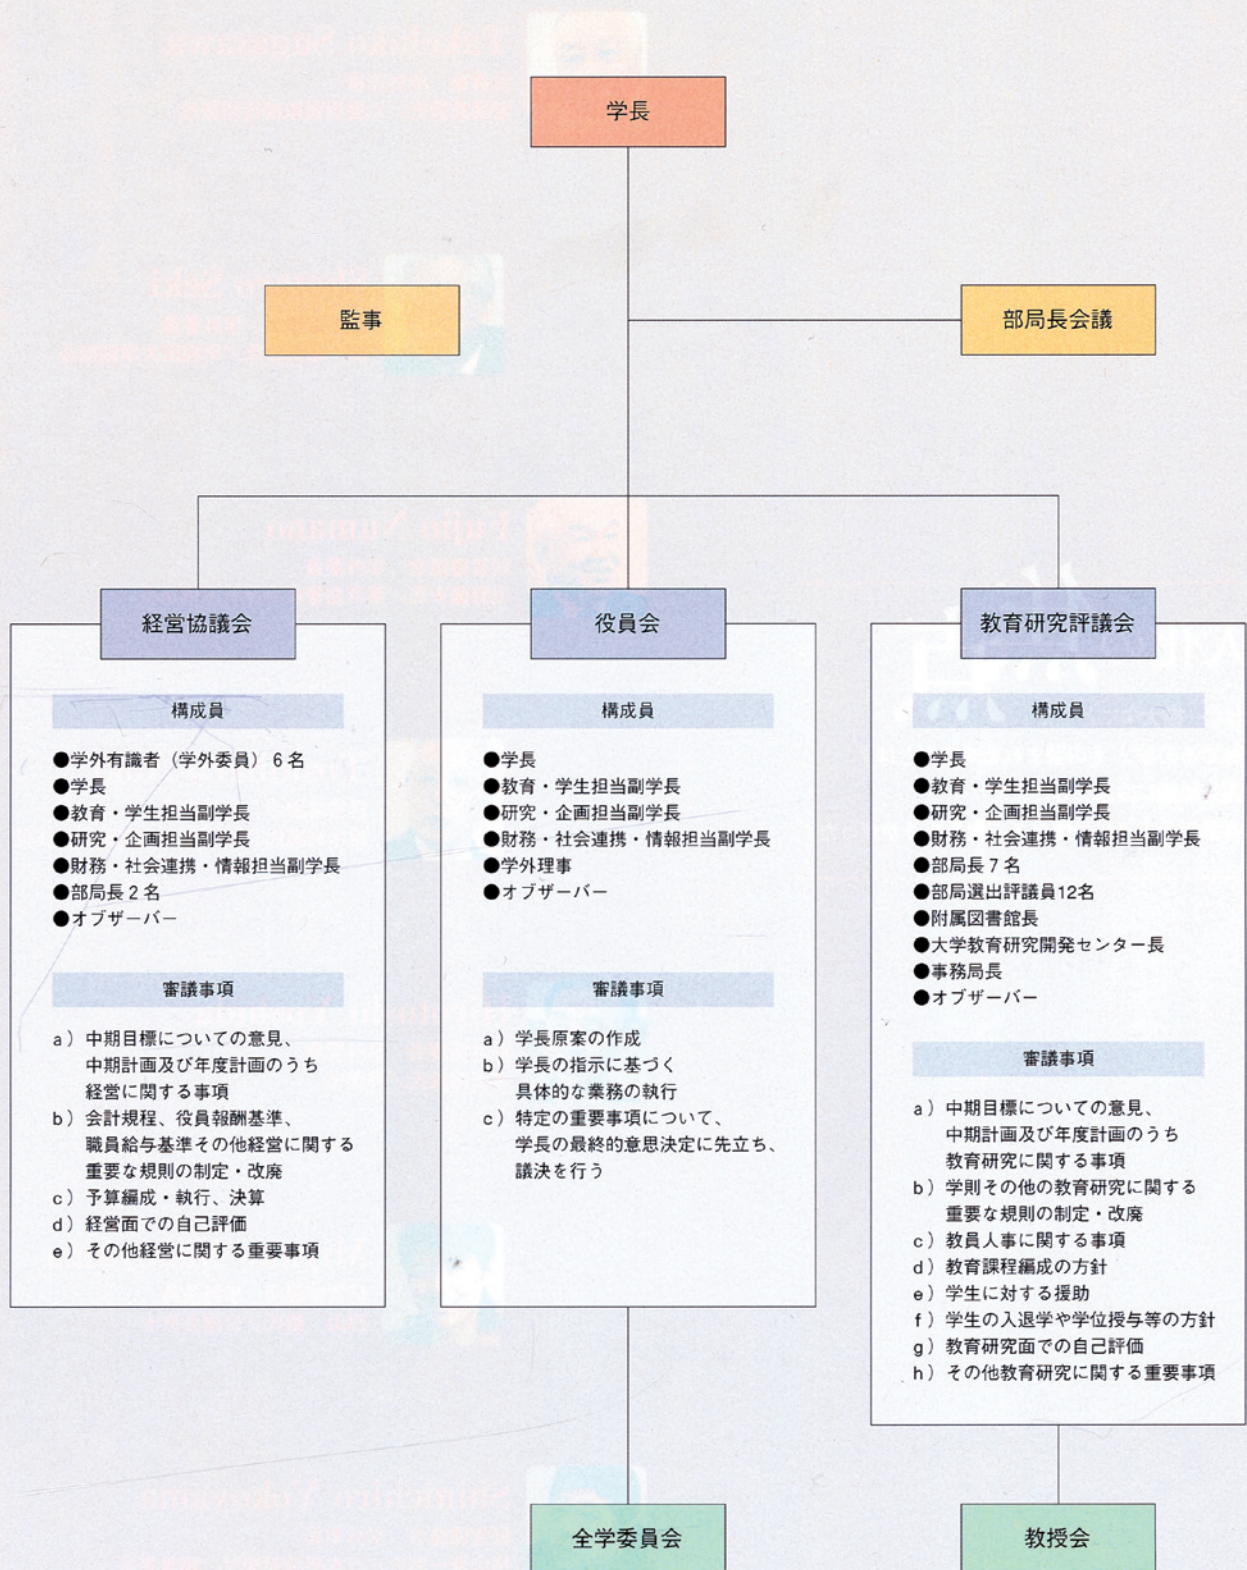 学長
監事
部局長会議
経営協議会
構成員
●学外有識者（学外委員）6名
●学長
●教育・学生担当副学長
●研究・企画担当副学長
●財務・社会連携・情報担当副学長
●部局長2名
●オブザーバー
審議事項
a）中期目標についての意見、
中期計画及び年度計画のうち
経営に関する事項
b）会計規程、役員報酬基準、
職員給与基準その他経営に関する
重要な規則の制定・改廃
c）予算編成・執行、決算
d）経営面での自己評価
e）その他経営に関する重要事項
役員会
構成員
●学長
●教育・学生担当副学長
●研究・企画担当副学長
●財務・社会連携・情報担当副学長
●学外理事
●オブザーバー
審議事項
a）学長原案の作成
b）学長の指示に基づく
具体的な業務の執行
c）特定の重要事項について、
学長の最終的意思決定に先立ち、
議決を行う
教育研究評議会
構成員
●学長
●教育・学生担当副学長
●研究・企画担当副学長
●財務・社会連携・情報担当副学長
●部局長7名
●部局選出評議員12名
●附属図書館長
●大学教育研究開発センター長
●事務局長
●オブザーバー
審議事項
a）中期目標についての意見、
中期計画及び年度計画のうち
教育研究に関する事項
b）学則その他の教育研究に関する
重要な規則の制定・改廃
c）教員人事に関する事項
d）教育課程編成の方針
e）学生に対する援助
f）学生の入退学や学位授与等の方針
g）教育研究面での自己評価
h）その他教育研究に関する重要事項
全学委員会
教授会